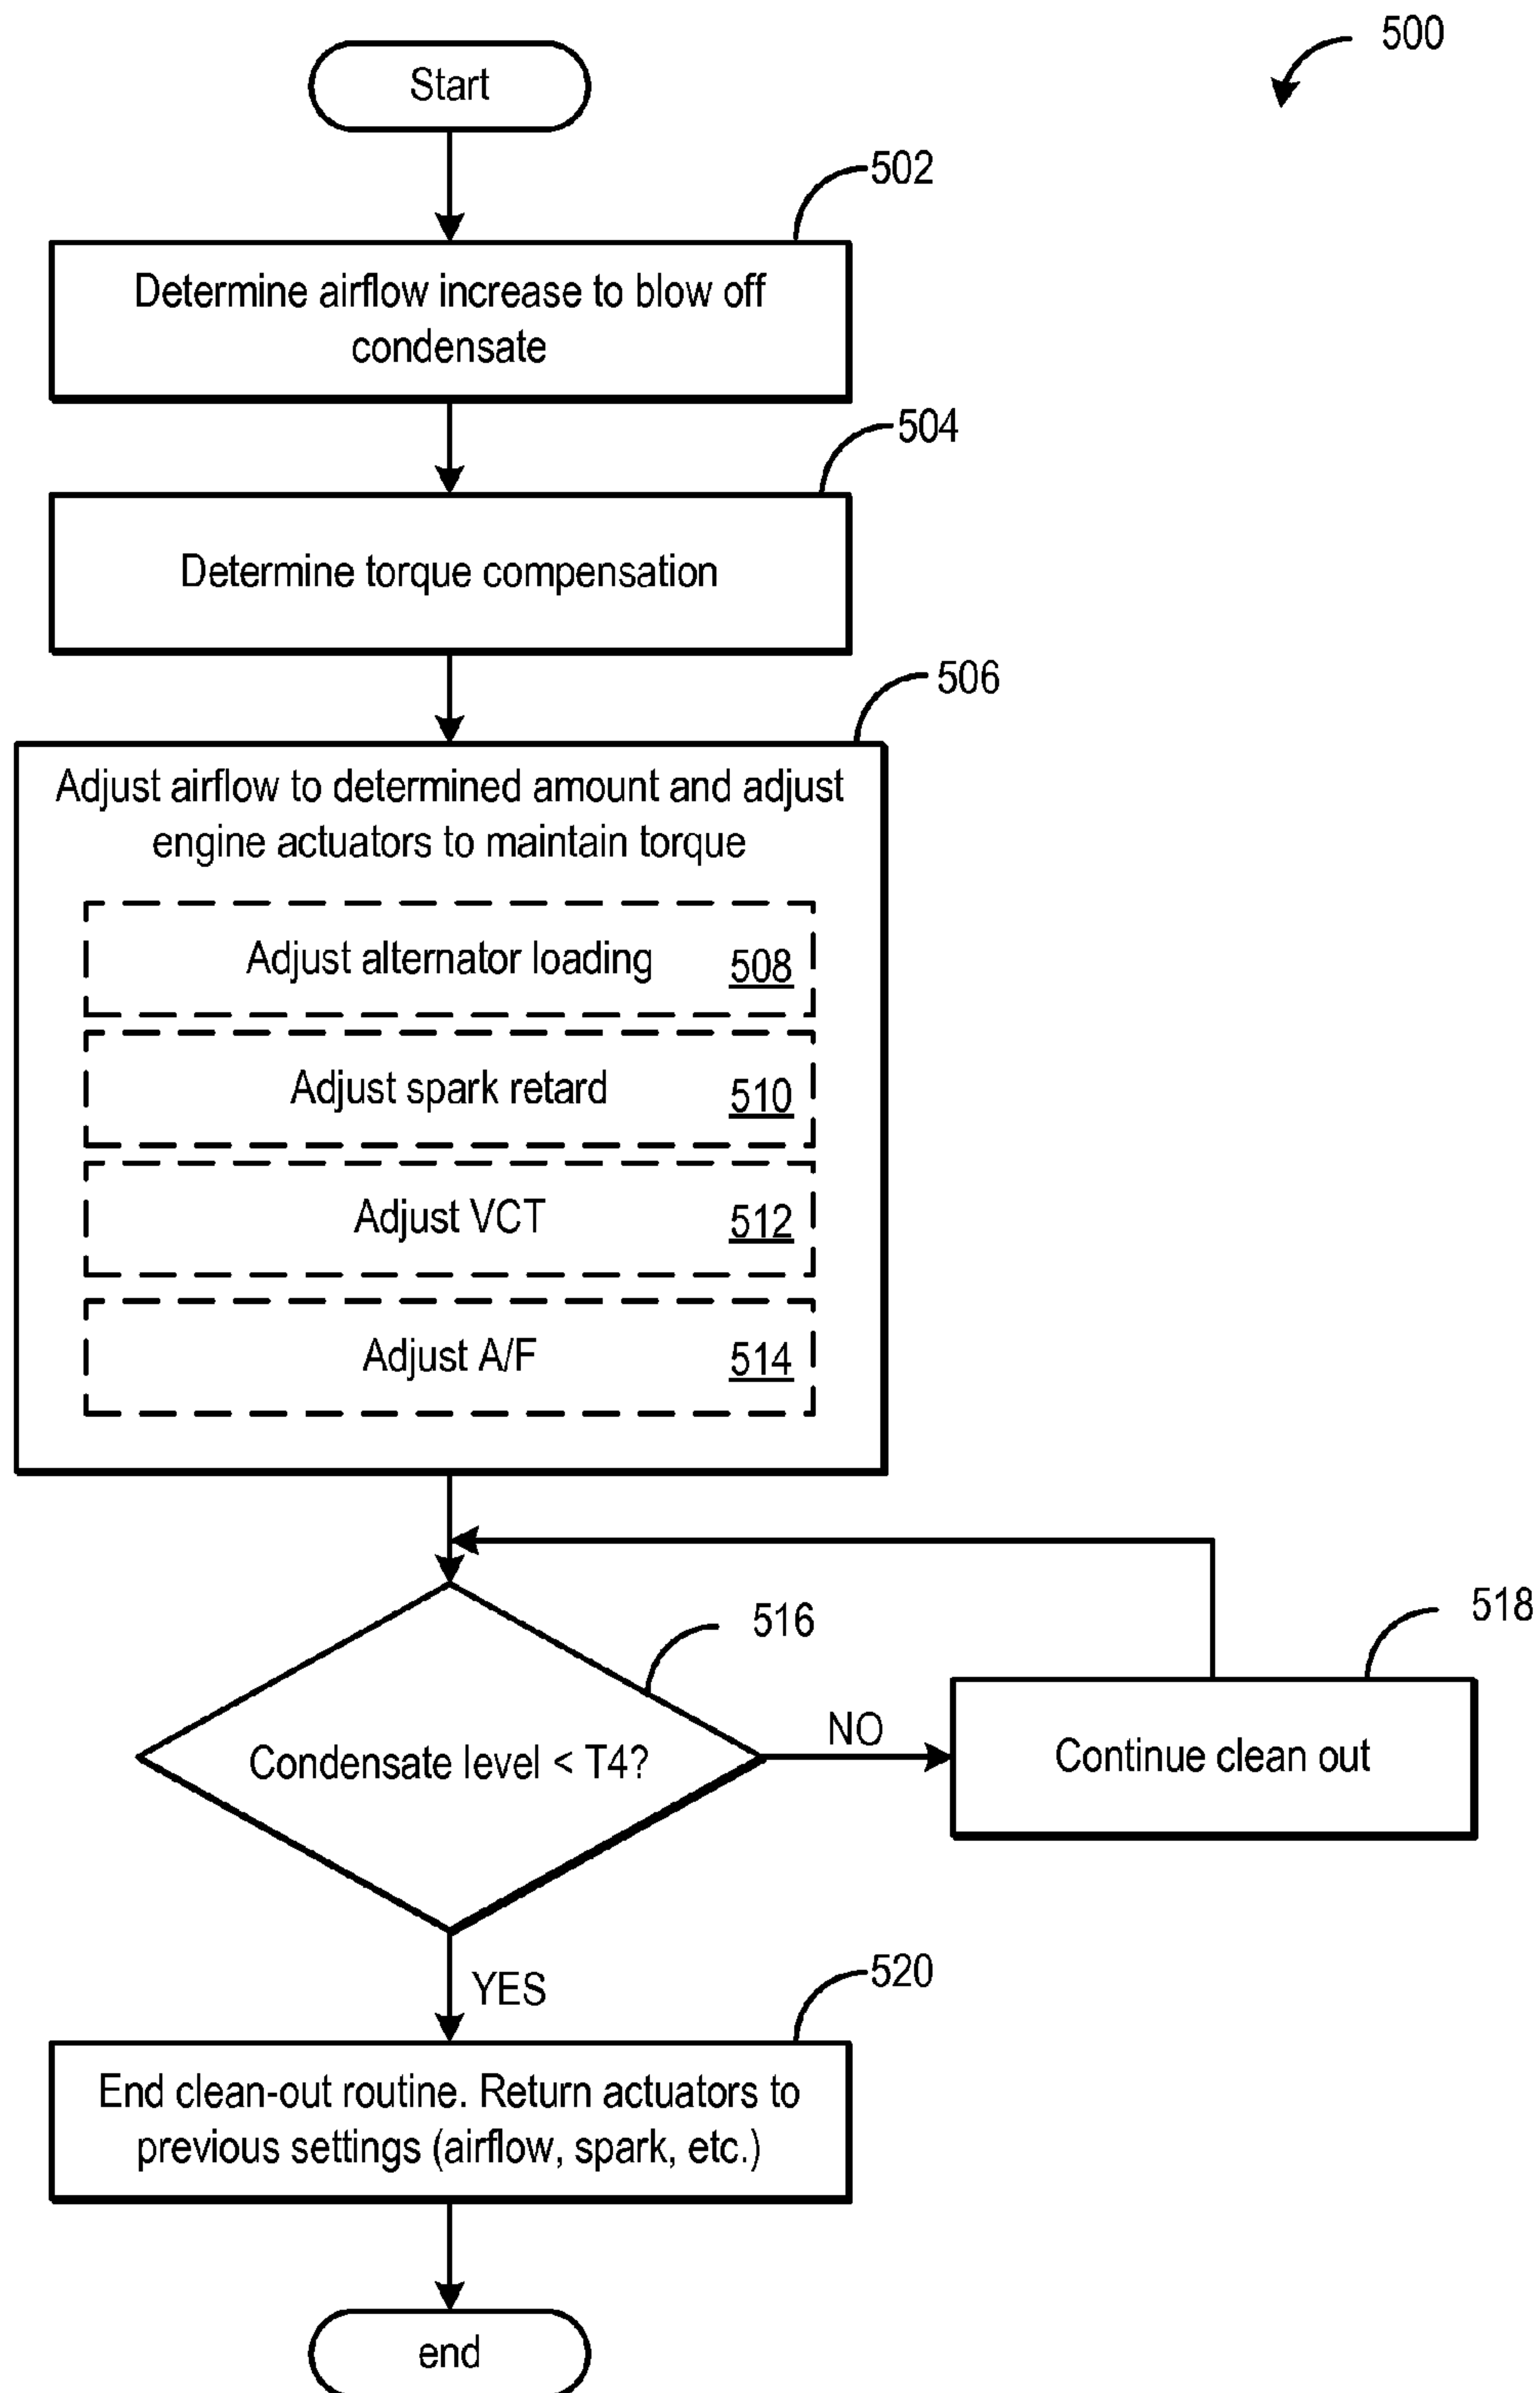 500
Start
502
Determine airflow increase to blow off
condensate
504
Determine torque compensation
506
Adjust airflow to determined amount and adjust
engine actuators to maintain torque
Adjust alternator loading 508
Adjust spark retard 510
Adjust VCT 512
Adjust A/F 514
516
518
Condensate level < T4?
NO
Continue clean out
YES
520
End clean-out routine. Return actuators to
previous settings (airflow, spark, etc.)
end